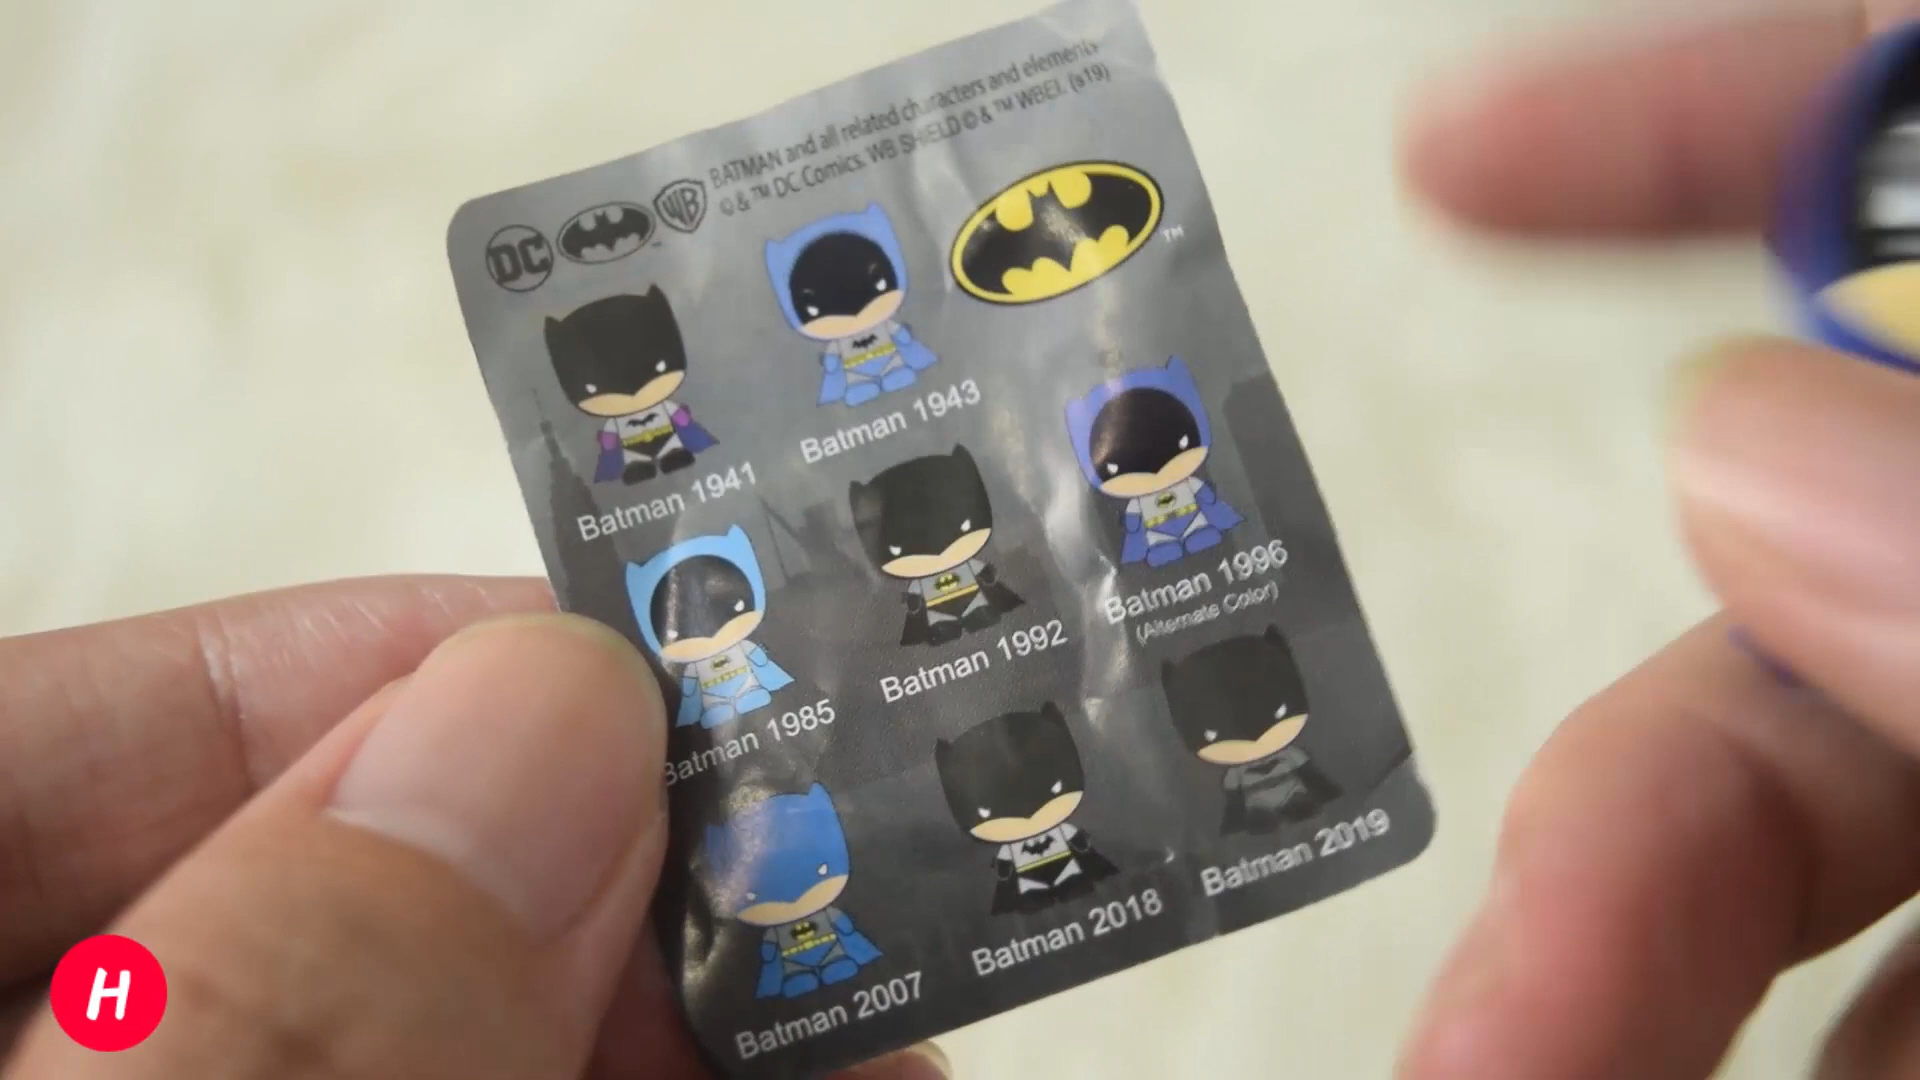 BATMAN and all related characters and elements
© & ™ DC Comics. WB SHIELD © & ™ WBEI. (s19)
DC
WB
™
Batman 1941
Batman 1943
Batman 1985
Batman 1992
Batman 1996
(Alternate Color)
Batman 2007
Batman 2018
Batman 2019
H